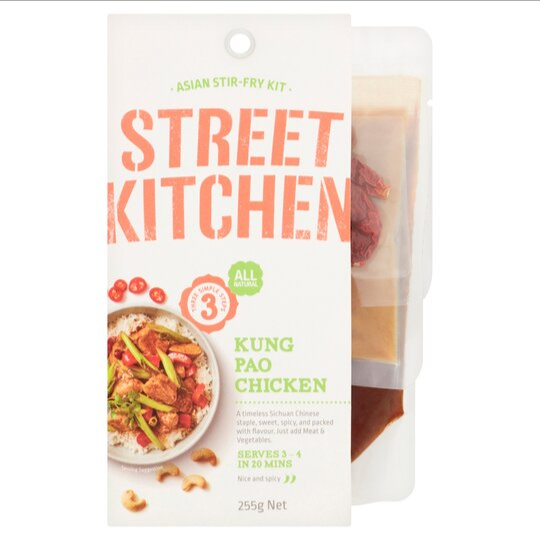 · ASIAN STIR-FRY KIT ·
STREET
KITCHEN
THREE SIMPLE STEPS
3
ALL
NATURAL
KUNG
PAO
CHICKEN
A timeless Sichuan Chinese
staple, sweet, spicy, and packed
with flavour. Just add Meat &
Vegetables.
SERVES 3 - 4
IN 20 MINS
Nice and spicy
Serving Suggestion
255g Net